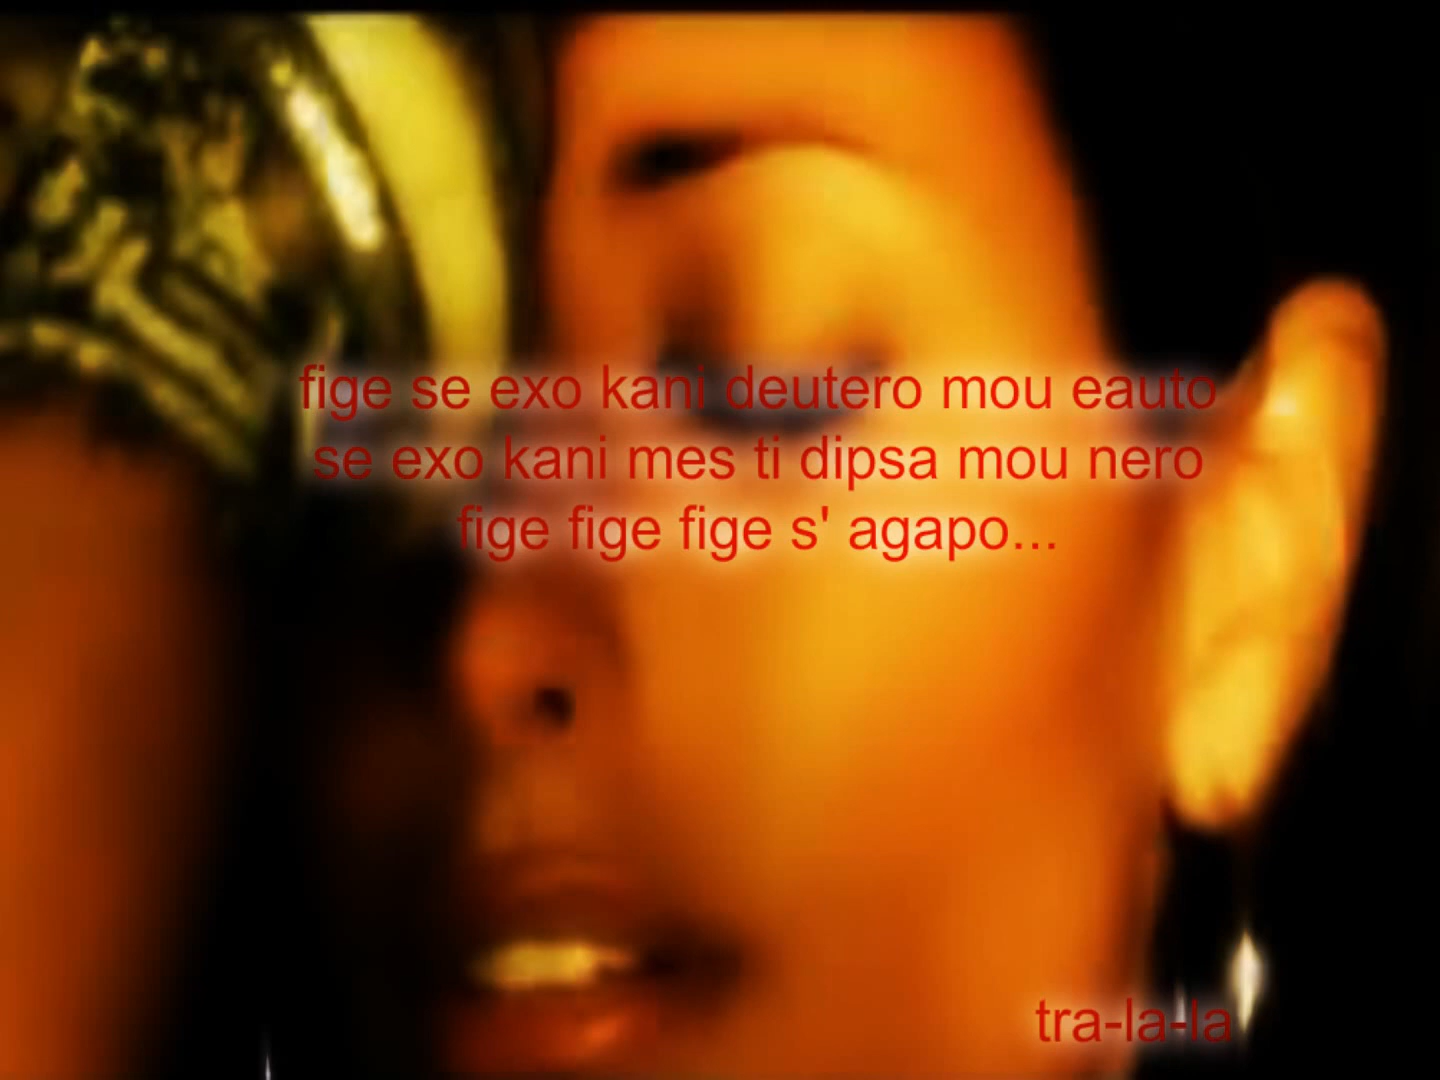 fige se exo kani deutero mou eauto
se exo kani mes ti dipsa mou nero
fige fige fige s' agapo...
tra-la-la